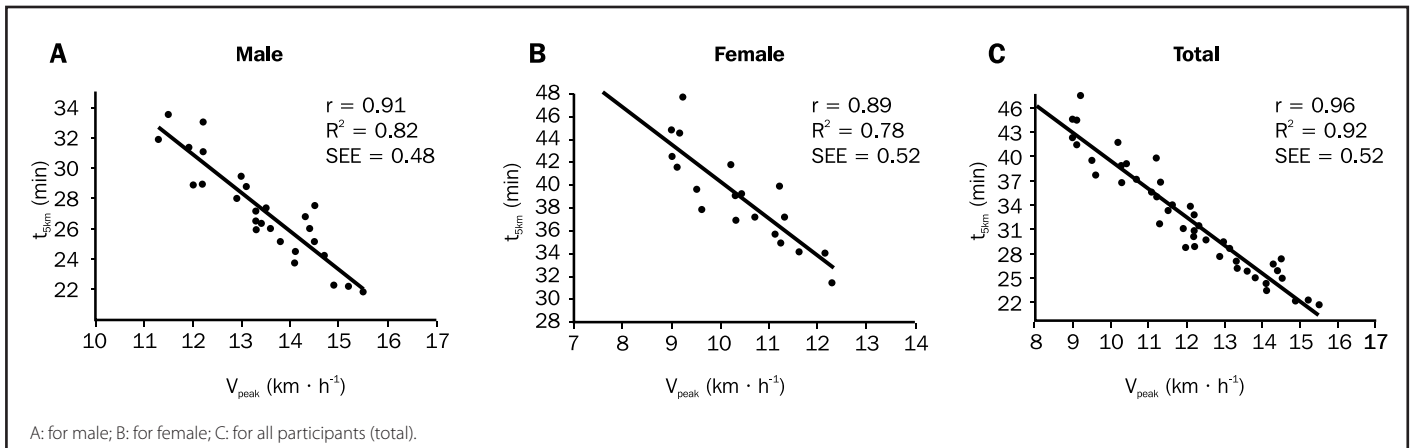 A Male
r = 0.91
R² = 0.82
SEE = 0.48
t5km (min)
34
32
30
28
26
24
22
10 11 12 13 14 15 16 17
Vpeak (km · h⁻¹)
B Female
r = 0.89
R² = 0.78
SEE = 0.52
t5km (min)
48
46
44
42
40
38
36
34
32
30
28
7 8 9 10 11 12 13 14
Vpeak (km · h⁻¹)
C Total
r = 0.96
R² = 0.92
SEE = 0.52
t5km (min)
46
43
40
37
34
31
28
25
22
8 9 10 11 12 13 14 15 16 17
Vpeak (km · h⁻¹)
A: for male; B: for female; C: for all participants (total).